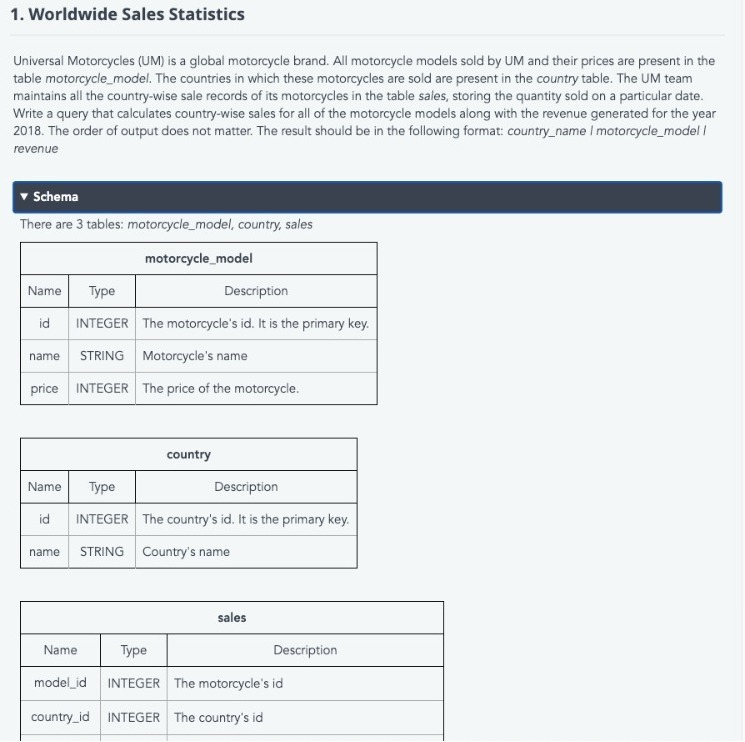 1. Worldwide Sales Statistics
Universal Motorcycles (UM) is a global motorcycle brand. All motorcycle models sold by UM and their prices are present in the
table motorcycle_model. The countries in which these motorcycles are sold are present in the country table. The UM team
maintains all the country-wise sale records of its motorcycles in the table sales, storing the quantity sold on a particular date.
Write a query that calculates country-wise sales for all of the motorcycle models along with the revenue generated for the year
2018. The order of output does not matter. The result should be in the following format: country_name | motorcycle_model |
revenue
▼ Schema
There are 3 tables: motorcycle_model, country, sales
motorcycle_model
Name Type Description
id INTEGER The motorcycle's id. It is the primary key.
name STRING Motorcycle's name
price INTEGER The price of the motorcycle.
country
Name Type Description
id INTEGER The country's id. It is the primary key.
name STRING Country's name
sales
Name Type Description
model_id INTEGER The motorcycle's id
country_id INTEGER The country's id